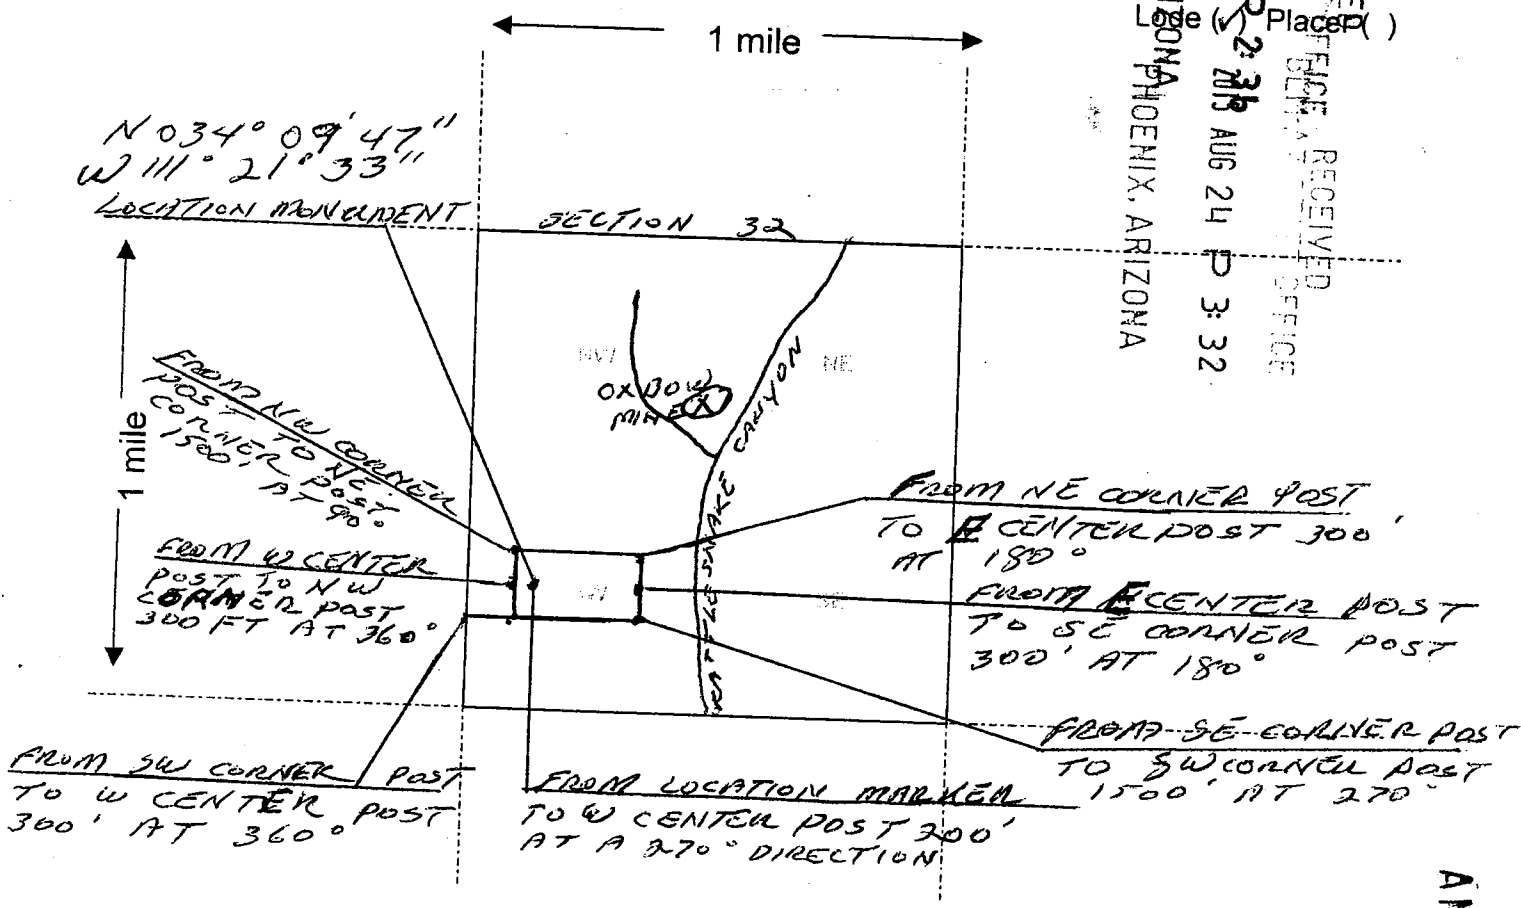 Lode (✓) Placer ( )
1 mile
N 034° 09' 47"
W 111° 21° 33"
LOCATION MONUMENT
SECTION 32
NW
NE
OX BOW
MINE X
RATTLESNAKE CANYON
1 mile
FROM NW CORNER
POST TO NE
CORNER POST
1500' AT
90°
FROM W CENTER
POST TO NW
CORNER POST
300 FT AT 360°
FROM NE CORNER POST
TO E CENTER POST 300'
AT 180°
FROM E CENTER POST
TO SE CORNER POST
300' AT 180°
SE
FROM SE CORNER POST
TO SW CORNER POST
1500' AT 270°
FROM SW CORNER POST
TO W CENTER POST
300' AT 360°
FROM LOCATION MARKER
TO W CENTER POST 200'
AT A 270° DIRECTION
RECEIVED
OFFICE
2015 AUG 24 P 3:32
PHOENIX, ARIZONA